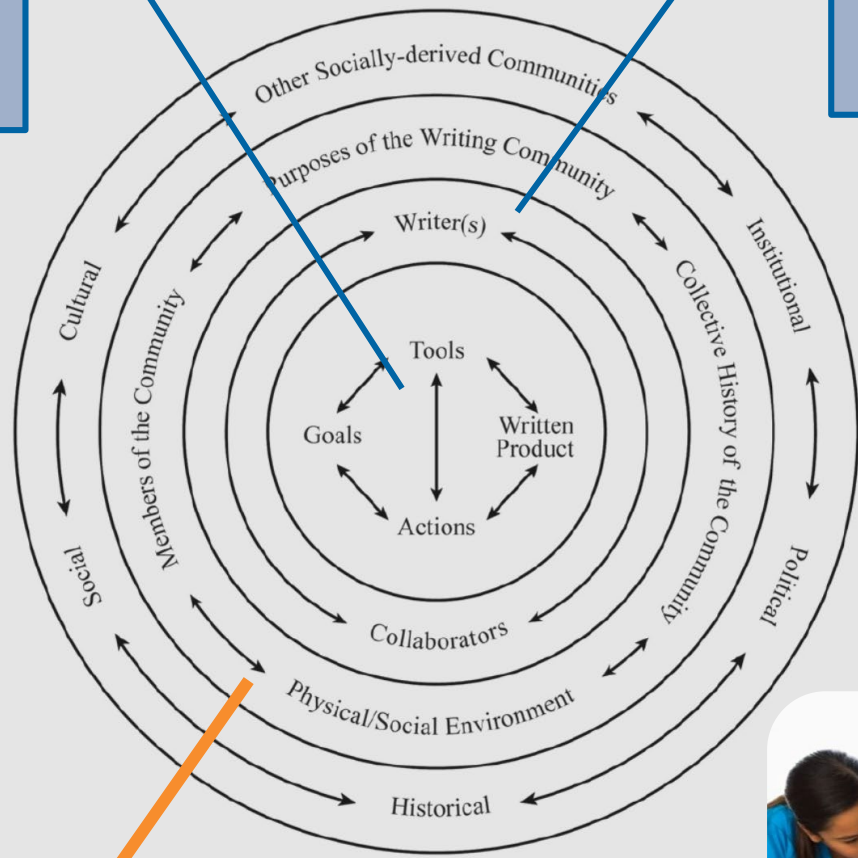 Other Socially-derived Communities
Purposes of the Writing Community
Writer(s)
Institutional
Cultural
Collective History of the Community
Members of the Community
Tools
Goals
Written
Product
Actions
Social
Political
Collaborators
Physical/Social Environment
Historical